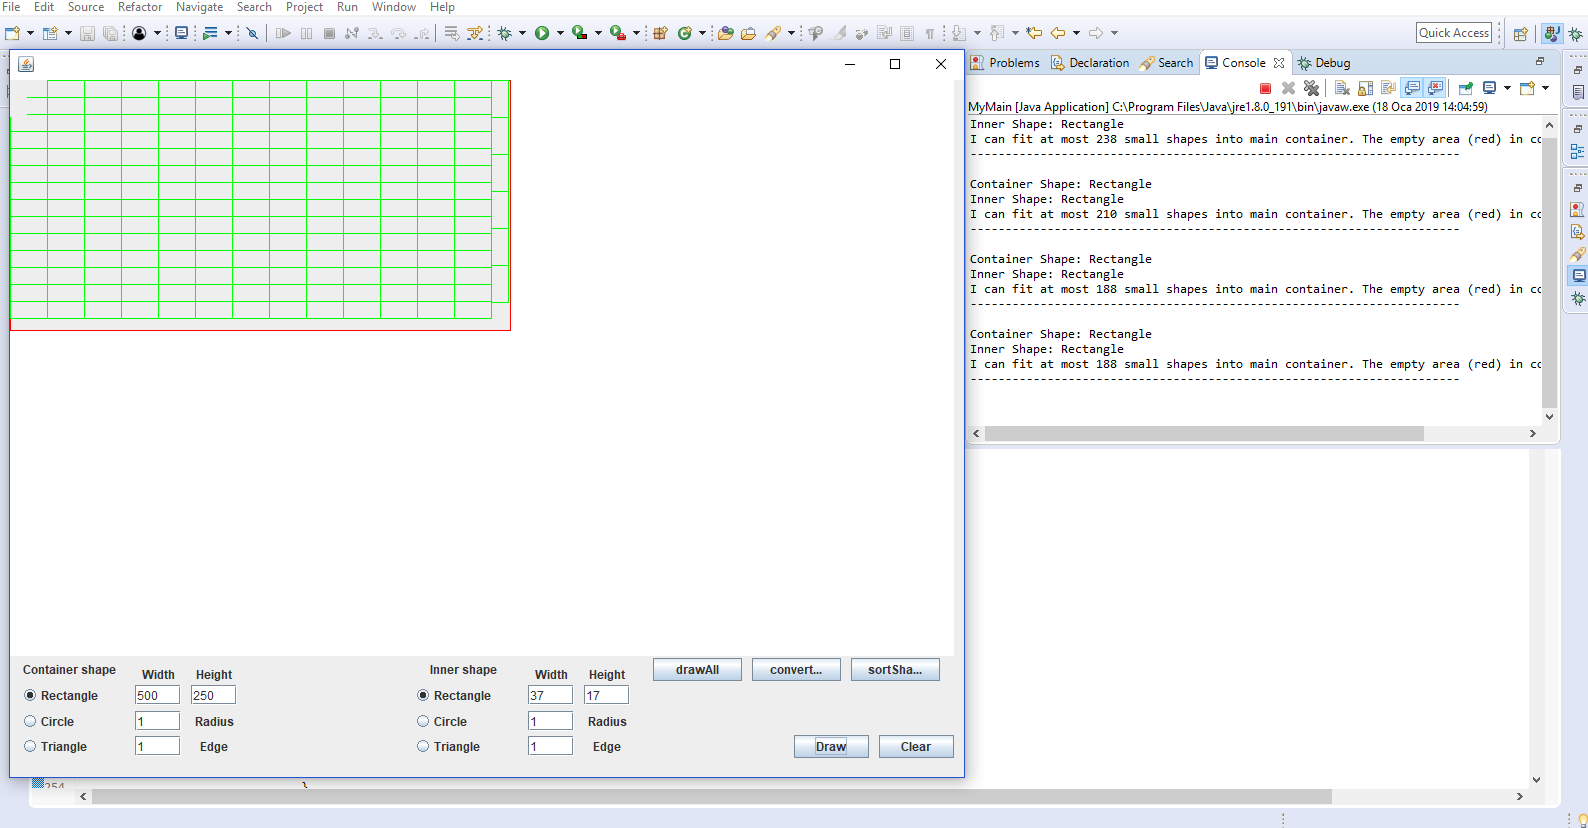 File Edit Source Refactor Navigate Search Project Run Window Help
Quick Access
Problems Declaration Search Console Debug
MyMain [Java Application] C:\Program Files\Java\jre1.8.0_191\bin\javaw.exe (18 Oca 2019 14:04:59)
Inner Shape: Rectangle
I can fit at most 238 small shapes into main container. The empty area (red) in cc
-----------------------------------------------------------------
Container Shape: Rectangle
Inner Shape: Rectangle
I can fit at most 210 small shapes into main container. The empty area (red) in cc
-----------------------------------------------------------------
Container Shape: Rectangle
Inner Shape: Rectangle
I can fit at most 188 small shapes into main container. The empty area (red) in cc
-----------------------------------------------------------------
Container Shape: Rectangle
Inner Shape: Rectangle
I can fit at most 188 small shapes into main container. The empty area (red) in cc
-----------------------------------------------------------------
Container shape Width Height
Rectangle 500 250
Circle 1 Radius
Triangle 1 Edge
Inner shape Width Height
Rectangle 37 17
Circle 1 Radius
Triangle 1 Edge
drawAll convert... sortSha...
Draw Clear
254 }